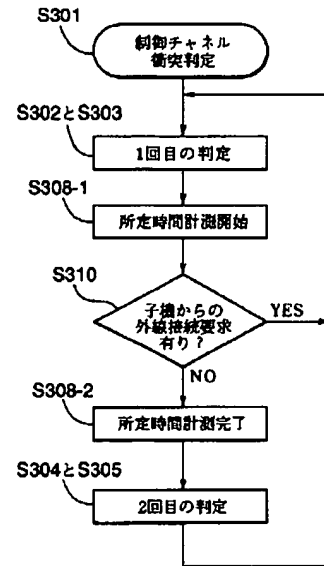 S301
制御チャネル
衝突判定
S302とS303
1回目の判定
S308-1
所定時間計測開始
S310
子機からの
外線接続要求
有り?
YES
NO
S308-2
所定時間計測完了
S304とS305
2回目の判定